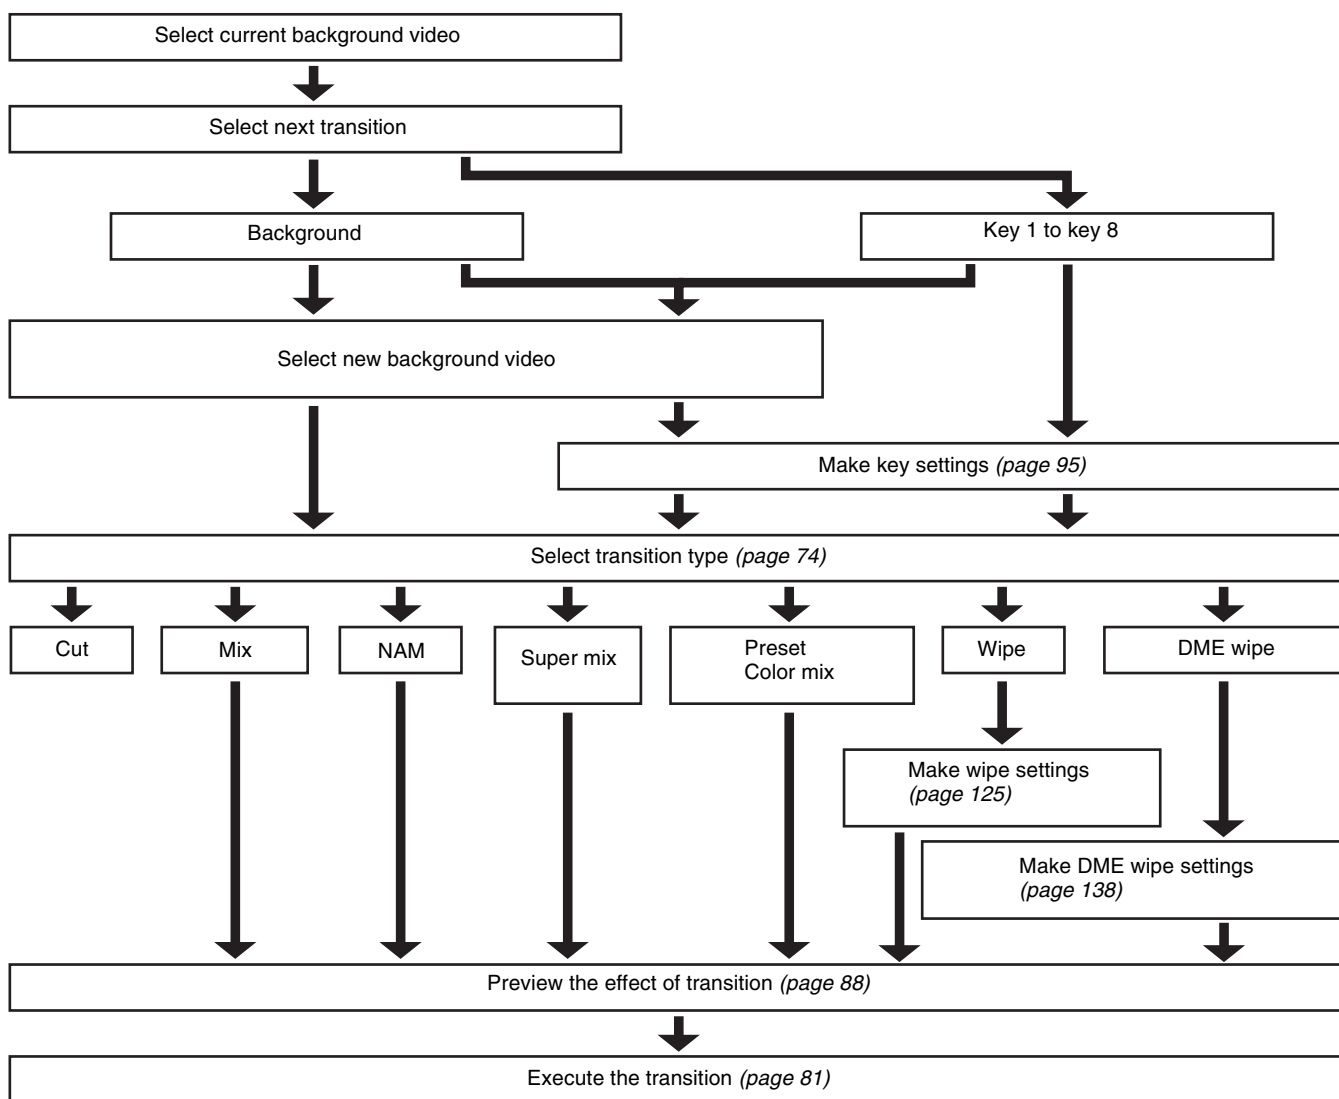 Select current background video
Select next transition
Background
Key 1 to key 8
Select new background video
Make key settings (page 95)
Select transition type (page 74)
Cut
Mix
NAM
Super mix
Preset
Color mix
Wipe
DME wipe
Make wipe settings
(page 125)
Make DME wipe settings
(page 138)
Preview the effect of transition (page 88)
Execute the transition (page 81)